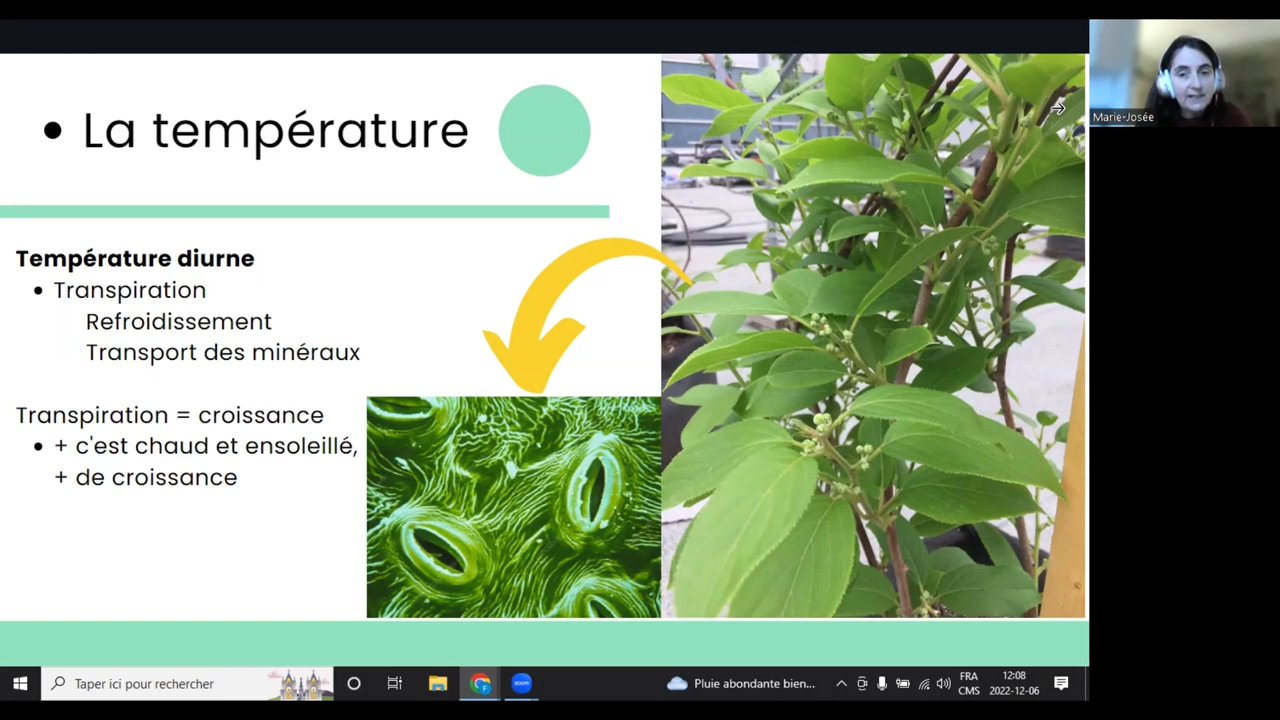 • La température
Marie-Josée
Température diurne
• Transpiration
Refroidissement
Transport des minéraux
Transpiration = croissance
• + c'est chaud et ensoleillé,
+ de croissance
Taper ici pour rechercher
zoom
Pluie abondante bien...
FRA
CMS
12:08
2022-12-06